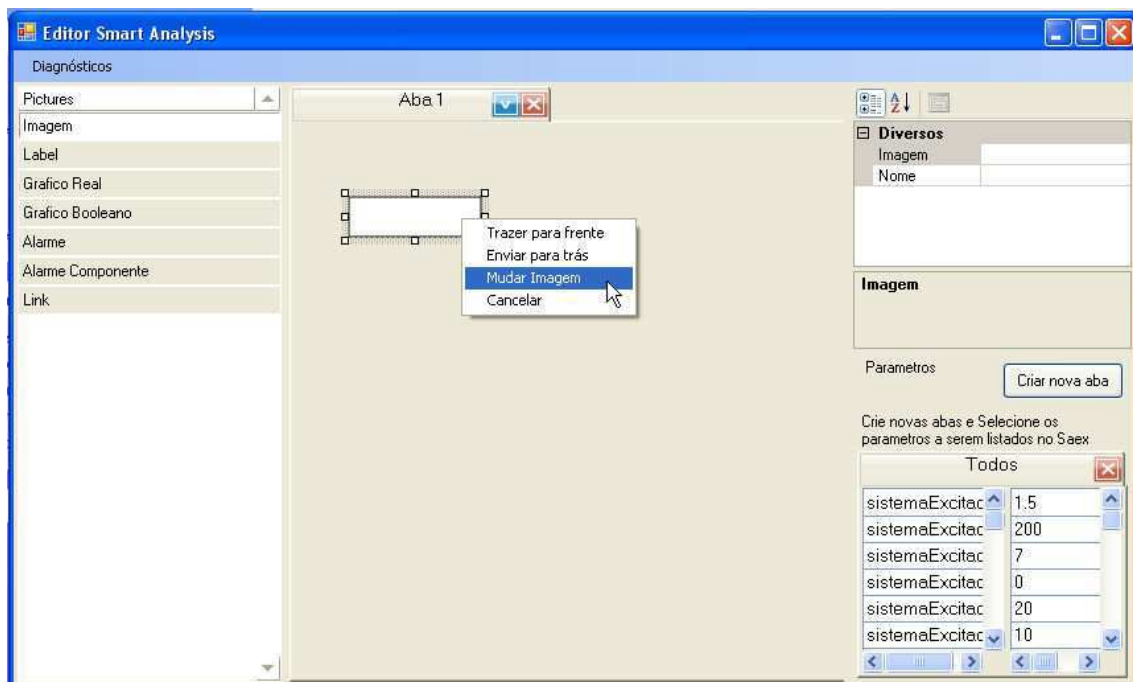 Editor Smart Analysis
Diagnósticos
Pictures
Imagem
Label
Grafico Real
Grafico Booleano
Alarme
Alarme Componente
Link
Aba 1
Trazer para frente
Enviar para trás
Mudar Imagem
Cancelar
Diversos
Imagem
Nome
Imagem
Parametros
Criar nova aba
Crie novas abas e Selecione os
parametros a serem listados no Saex
Todos
sistemaExcitac 1.5
sistemaExcitac 200
sistemaExcitac 7
sistemaExcitac 0
sistemaExcitac 20
sistemaExcitac 10